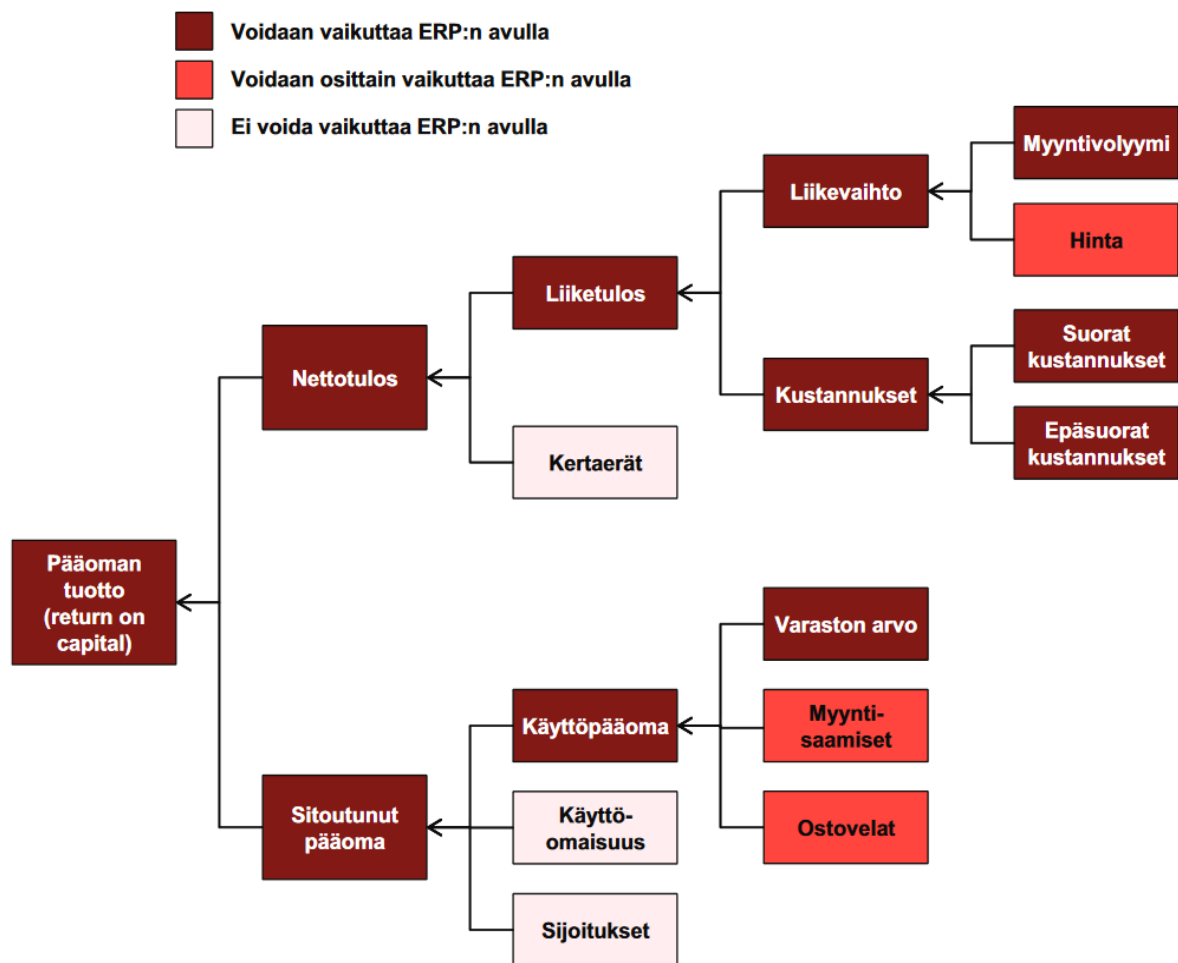 Voidaan vaikuttaa ERP:n avulla
Voidaan osittain vaikuttaa ERP:n avulla
Ei voida vaikuttaa ERP:n avulla
Myyntivolyymi
Liikevaihto
Hinta
Liiketulos
Suorat
kustannukset
Nettotulos
Kustannukset
Epäsuorat
kustannukset
Kertaerät
Pääoman
tuotto
(return on
capital)
Varaston arvo
Käyttöpääoma
Myynti-
saamiset
Sitoutunut
pääoma
Käyttö-
omaisuus
Ostovelat
Sijoitukset